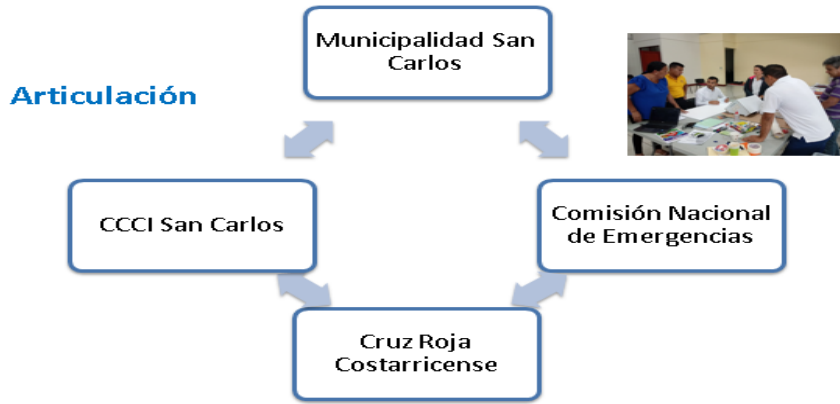 Municipalidad San
Carlos
Articulación
CCCI San Carlos
Comisión Nacional
de Emergencias
Cruz Roja
Costarricense